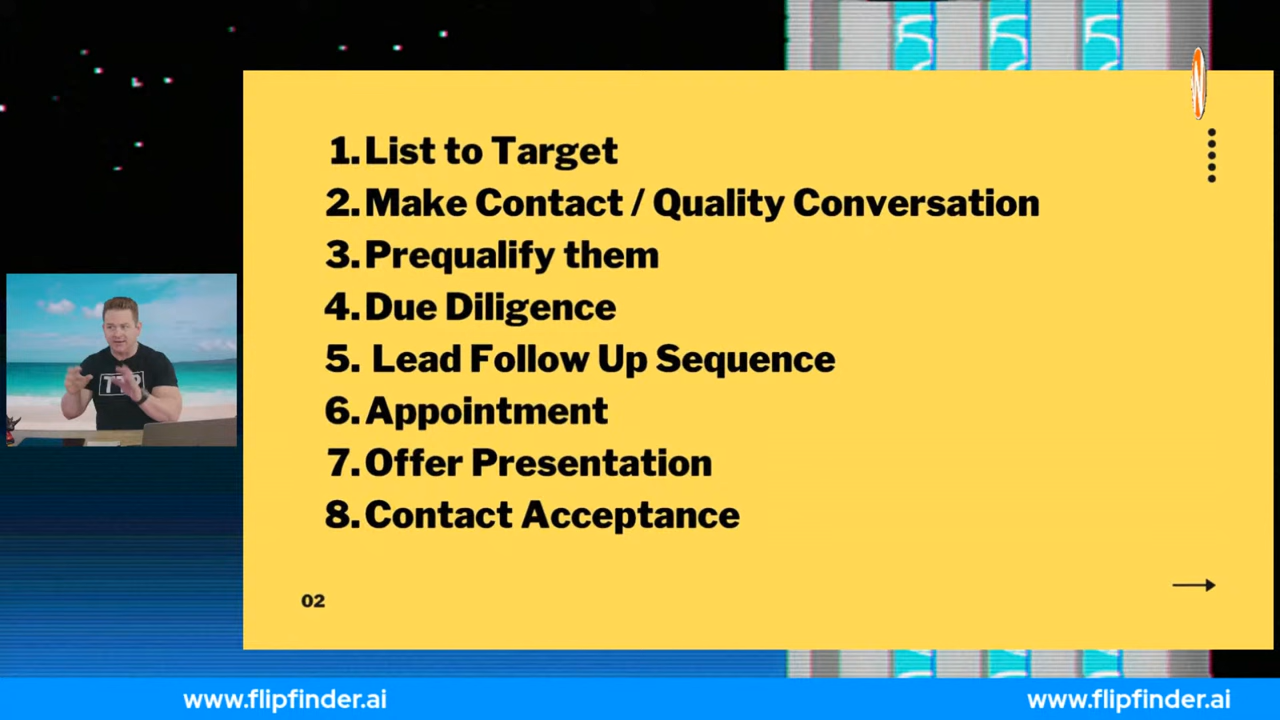 N
1. List to Target
2. Make Contact / Quality Conversation
3. Prequalify them
4. Due Diligence
5. Lead Follow Up Sequence
6. Appointment
7. Offer Presentation
8. Contact Acceptance
02
www.flipfinder.ai
www.flipfinder.ai